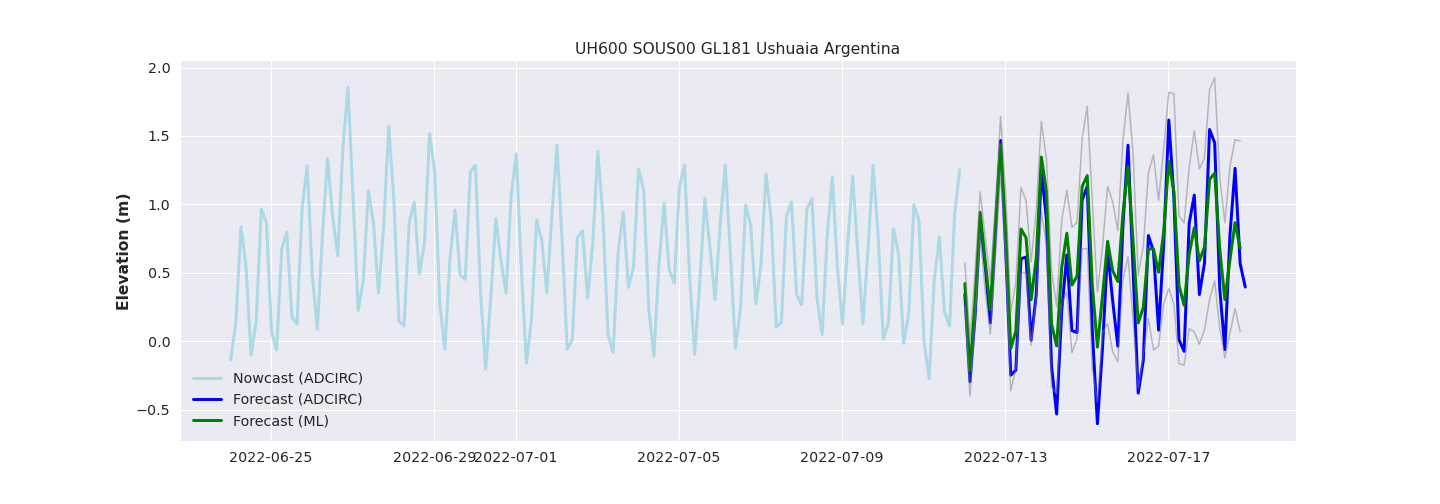 UH600 SOUS00 GL181 Ushuaia Argentina
Elevation (m)
2.0
1.5
1.0
0.5
0.0
−0.5
Nowcast (ADCIRC)
Forecast (ADCIRC)
Forecast (ML)
2022-06-25 2022-06-29 2022-07-01 2022-07-05 2022-07-09 2022-07-13 2022-07-17